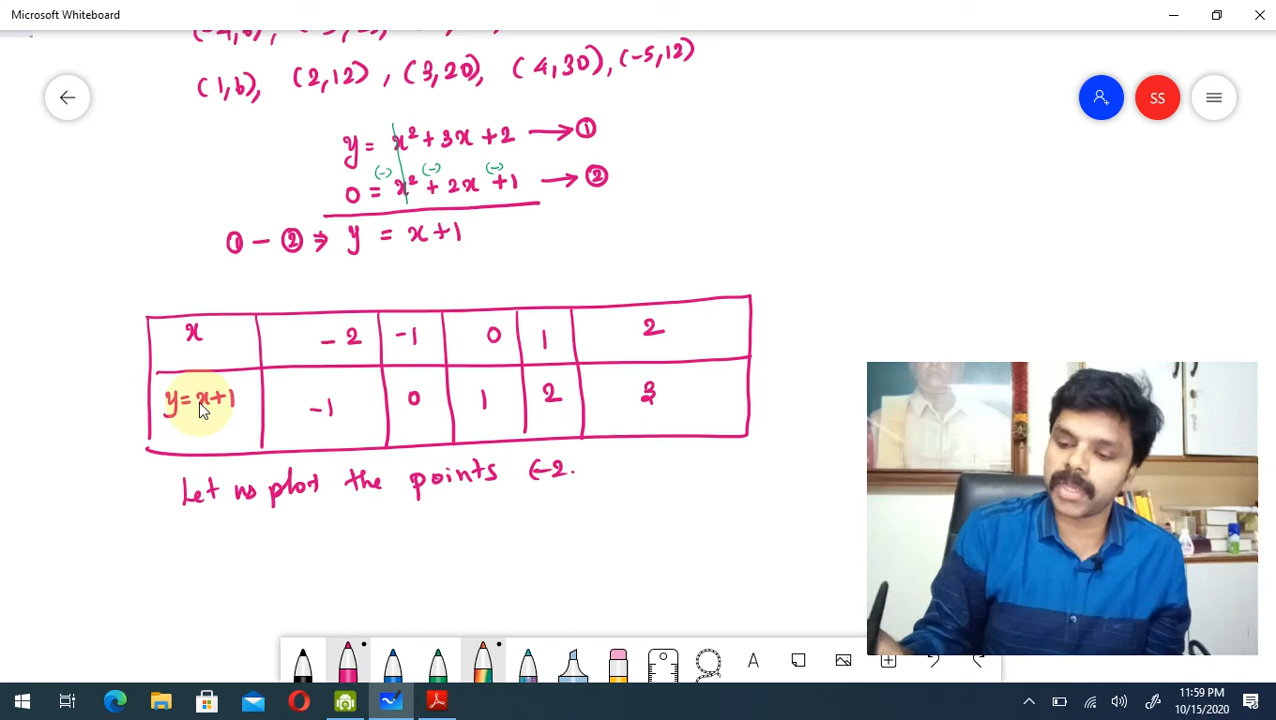 Microsoft Whiteboard
(1,6), (2,12), (3,20), (4,30), (-5,12)
SS
y = x² + 3x + 2 → ①
(-) (-) (-)
0 = x² + 2x + 1 → ②
① - ② ⇒ y = x+1
x -2 -1 0 1 2
y=x+1 -1 0 1 2 3
Let us plot the points (-2.
A
11:59 PM
10/15/2020